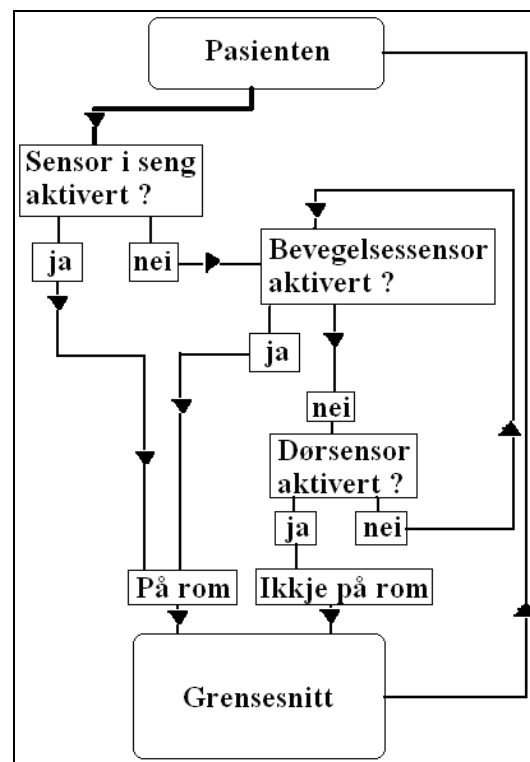 Pasienten
Sensor i seng
aktivert ?
ja
nei
Bevegelsessensor
aktivert ?
ja
nei
Dørsensor
aktivert ?
ja
nei
På rom
Ikkje på rom
Grensesnitt